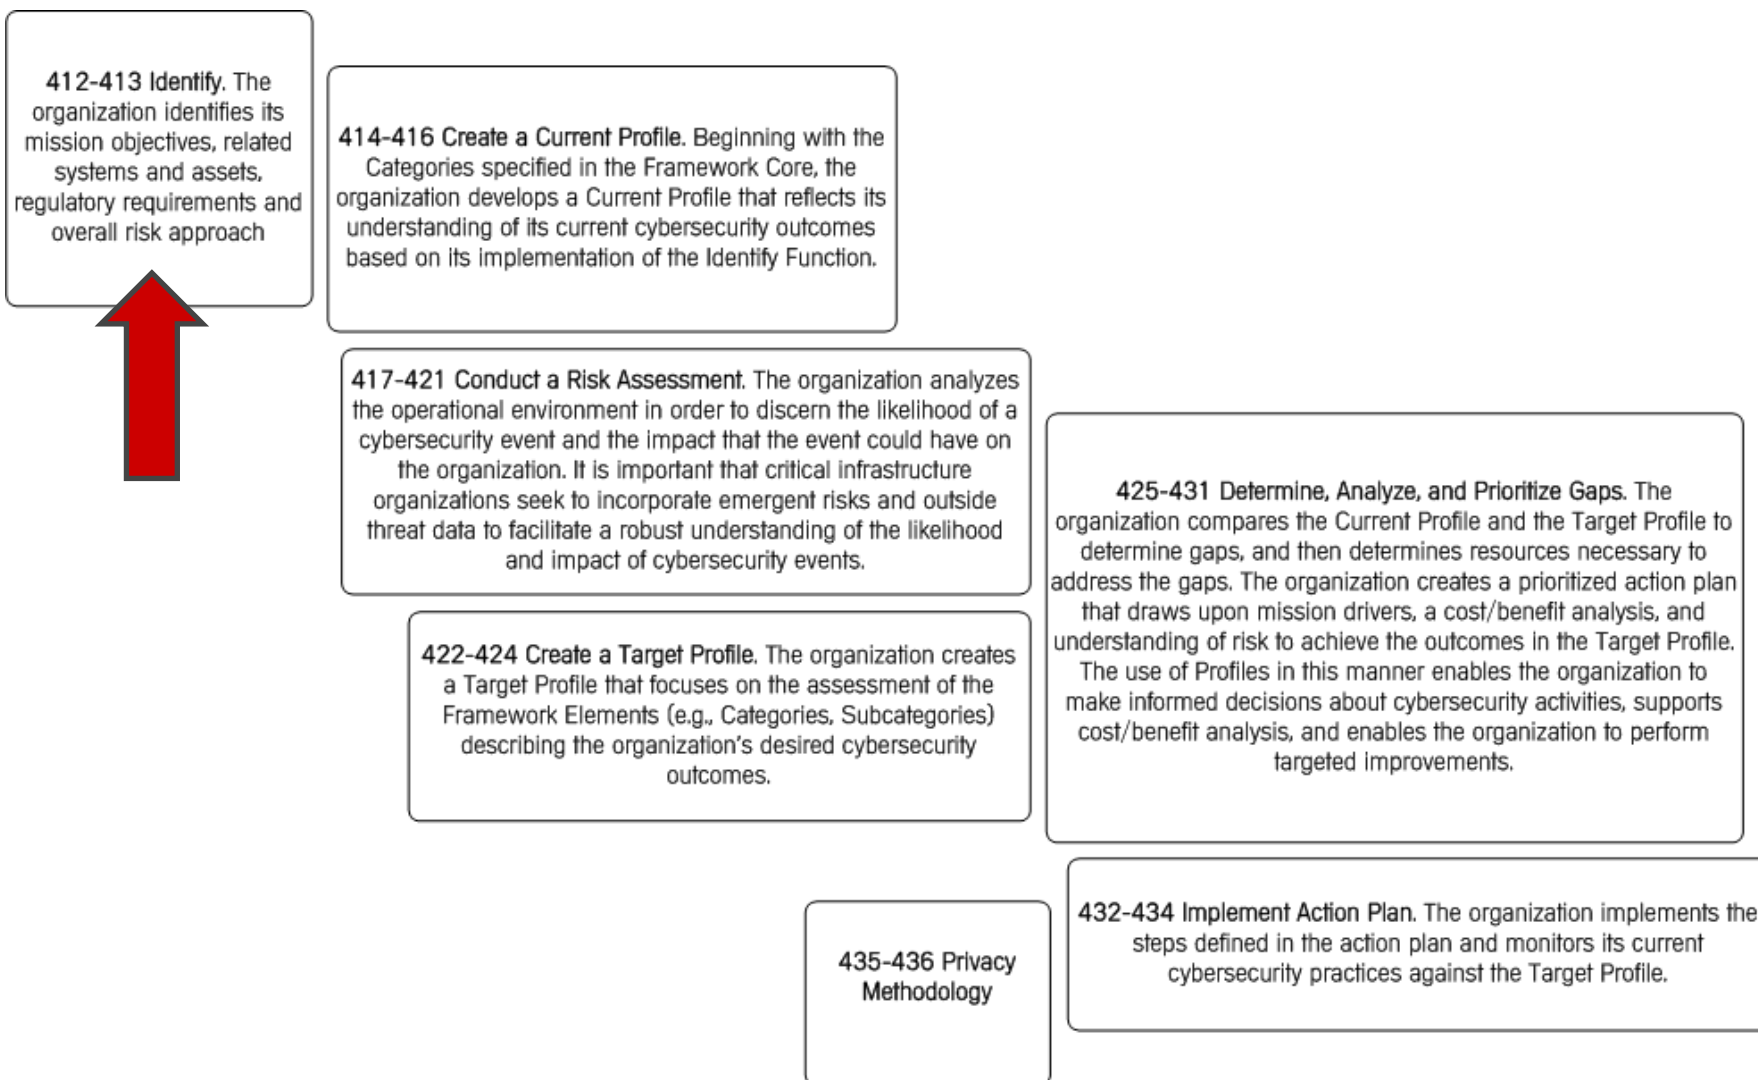 412-413 Identify. The
organization identifies its
mission objectives, related
systems and assets,
regulatory requirements and
overall risk approach
414-416 Create a Current Profile. Beginning with the
Categories specified in the Framework Core, the
organization develops a Current Profile that reflects its
understanding of its current cybersecurity outcomes
based on its implementation of the Identify Function.
417-421 Conduct a Risk Assessment. The organization analyzes
the operational environment in order to discern the likelihood of a
cybersecurity event and the impact that the event could have on
the organization. It is important that critical infrastructure
organizations seek to incorporate emergent risks and outside
threat data to facilitate a robust understanding of the likelihood
and impact of cybersecurity events.
422-424 Create a Target Profile. The organization creates
a Target Profile that focuses on the assessment of the
Framework Elements (e.g., Categories, Subcategories)
describing the organization's desired cybersecurity
outcomes.
425-431 Determine, Analyze, and Prioritize Gaps. The
organization compares the Current Profile and the Target Profile to
determine gaps, and then determines resources necessary to
address the gaps. The organization creates a prioritized action plan
that draws upon mission drivers, a cost/benefit analysis, and
understanding of risk to achieve the outcomes in the Target Profile.
The use of Profiles in this manner enables the organization to
make informed decisions about cybersecurity activities, supports
cost/benefit analysis, and enables the organization to perform
targeted improvements.
432-434 Implement Action Plan. The organization implements the
steps defined in the action plan and monitors its current
cybersecurity practices against the Target Profile.
435-436 Privacy
Methodology